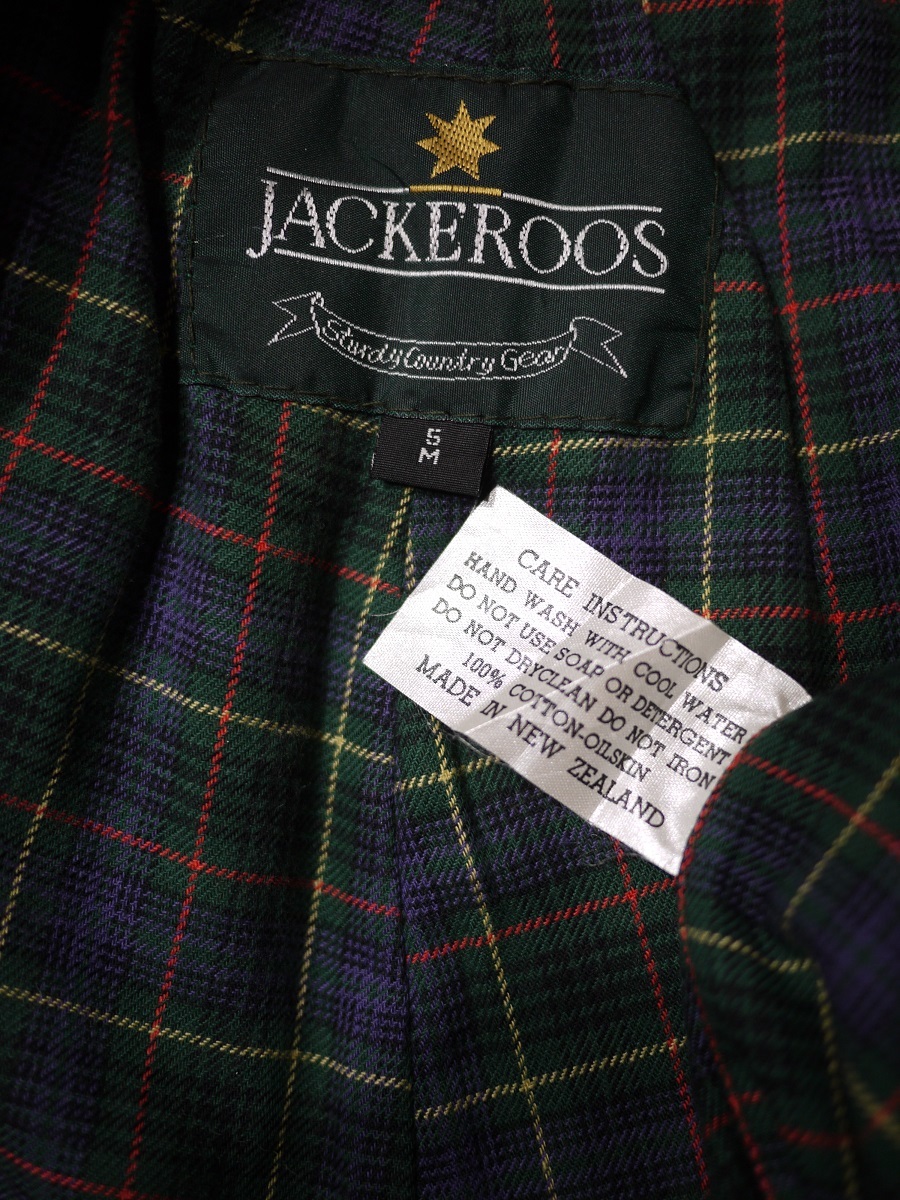 JACKEROOS
Sturdy Country Gear
5
M
CARE INSTRUCTIONS
HAND WASH WITH COOL WATER
DO NOT USE SOAP OR DETERGENT
DO NOT DRYCLEAN DO NOT IRON
100% COTTON-OILSKIN
MADE IN NEW ZEALAND